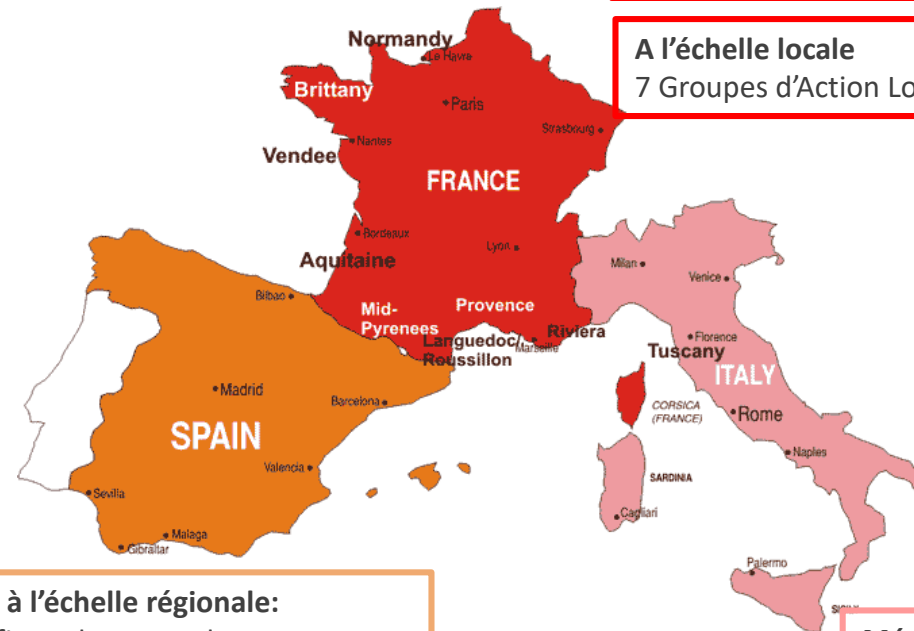 A l’échelle locale
7 Groupes d’Action Lo
Normandy
Le Havre
Brittany
Paris
Strasbourg
Nantes
Vendee
FRANCE
Bordeaux
Lyon
Aquitaine
Milan
Venice
Bilbao
Mid-
Pyrenees
Provence
Riviera
Languedoc/
Roussillon
Marseille
Florence
Tuscany
ITALY
Madrid
Barcelona
CORSICA
(FRANCE)
Rome
SPAIN
Naples
Valencia
SARDINIA
Sevilla
Cagliari
Malaga
Gibraltar
Palermo
à l’échelle régionale: